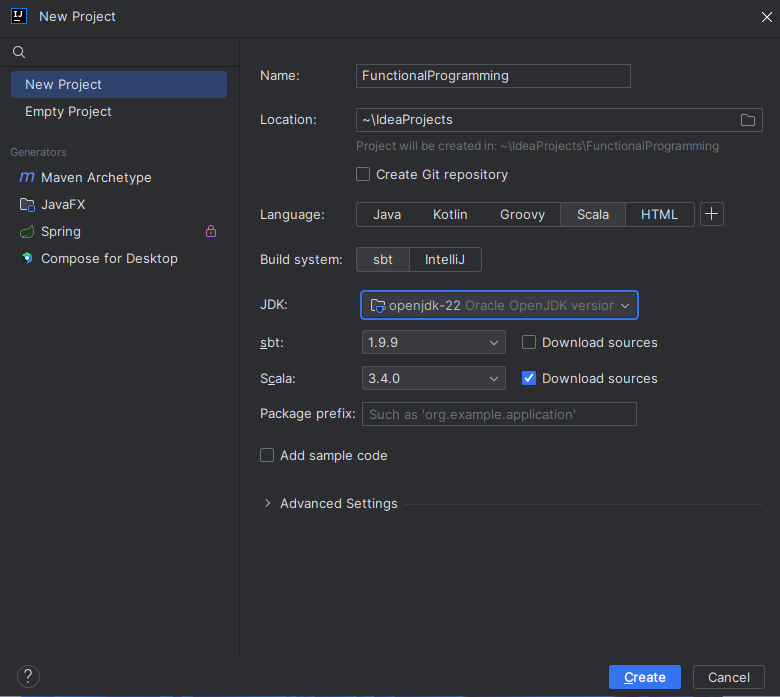 IJ New Project
New Project
Empty Project
Generators
m Maven Archetype
JavaFX
Spring
Compose for Desktop
Name: FunctionalProgramming
Location: ~\IdeaProjects
Project will be created in: ~\IdeaProjects\FunctionalProgramming
Create Git repository
Language: Java Kotlin Groovy Scala HTML +
Build system: sbt IntelliJ
JDK: openjdk-22 Oracle OpenJDK versior
sbt: 1.9.9 Download sources
Scala: 3.4.0 Download sources
Package prefix: Such as 'org.example.application'
Add sample code
Advanced Settings
? Create Cancel